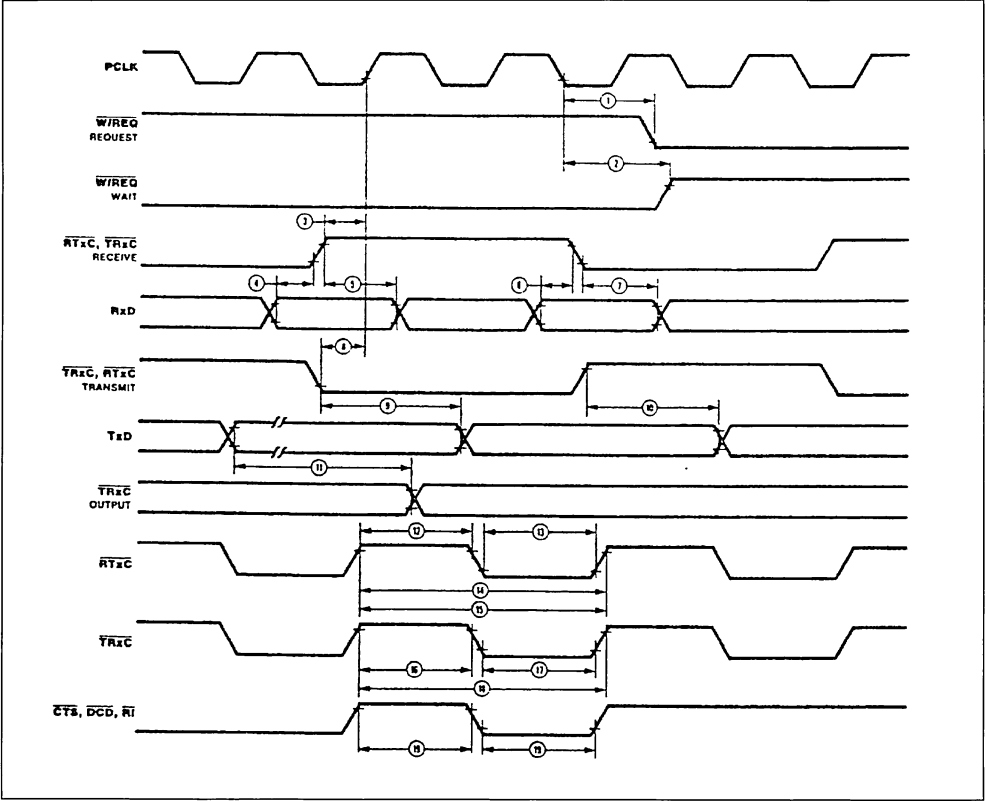 PCLK
1
W/REQ
REQUEST
2
W/REQ
WAIT
3
RTxC, TRxC
RECEIVE
4
5
6
7
RxD
8
TRxC, RTxC
TRANSMIT
9
10
TxD
11
TRxC
OUTPUT
12
13
RTxC
14
15
TRxC
16
17
18
CTS, DCD, RI
19
19